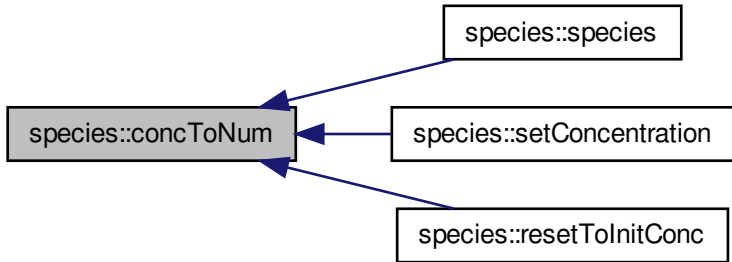 species::species
species::concToNum
species::setConcentration
species::resetToInitConc